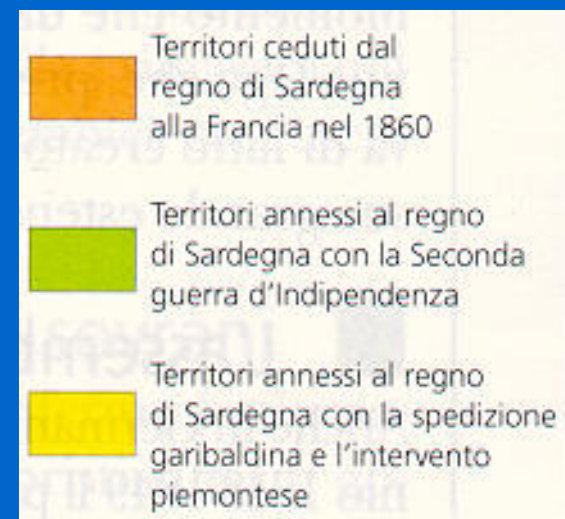 Territori ceduti dal
regno di Sardegna
alla Francia nel 1860
Territori annessi al regno
di Sardegna con la Seconda
guerra d'Indipendenza
Territori annessi al regno
di Sardegna con la spedizione
garibaldina e l'intervento
piemontese